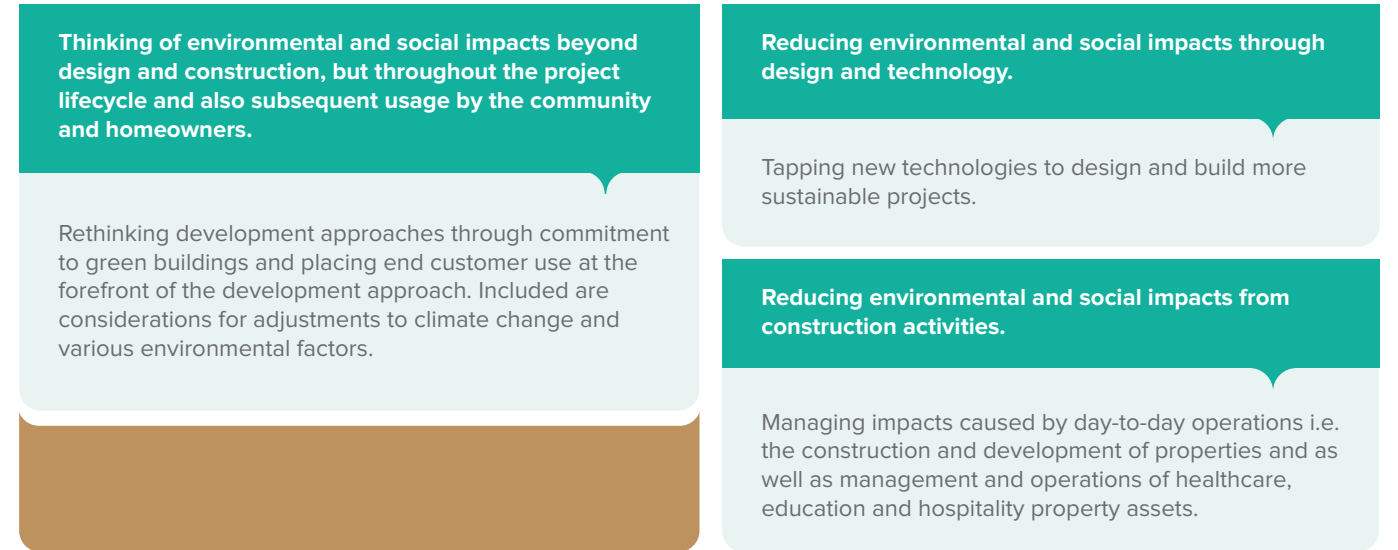 Thinking of environmental and social impacts beyond
design and construction, but throughout the project
lifecycle and also subsequent usage by the community
and homeowners.
Rethinking development approaches through commitment
to green buildings and placing end customer use at the
forefront of the development approach. Included are
considerations for adjustments to climate change and
various environmental factors.
Reducing environmental and social impacts through
design and technology.
Tapping new technologies to design and build more
sustainable projects.
Reducing environmental and social impacts from
construction activities.
Managing impacts caused by day-to-day operations i.e.
the construction and development of properties and as
well as management and operations of healthcare,
education and hospitality property assets.